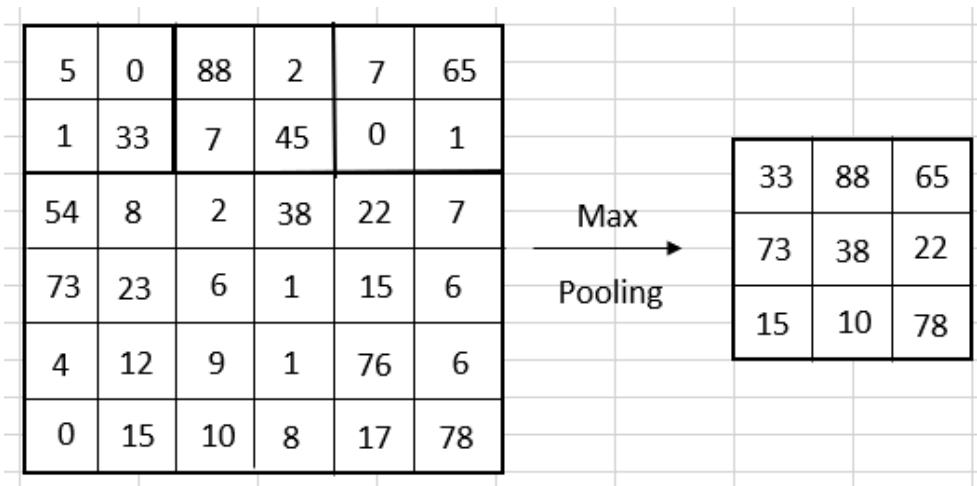 5 0 88 2 7 65
1 33 7 45 0 1
54 8 2 38 22 7
73 23 6 1 15 6
4 12 9 1 76 6
0 15 10 8 17 78
Max
Pooling
33 88 65
73 38 22
15 10 78